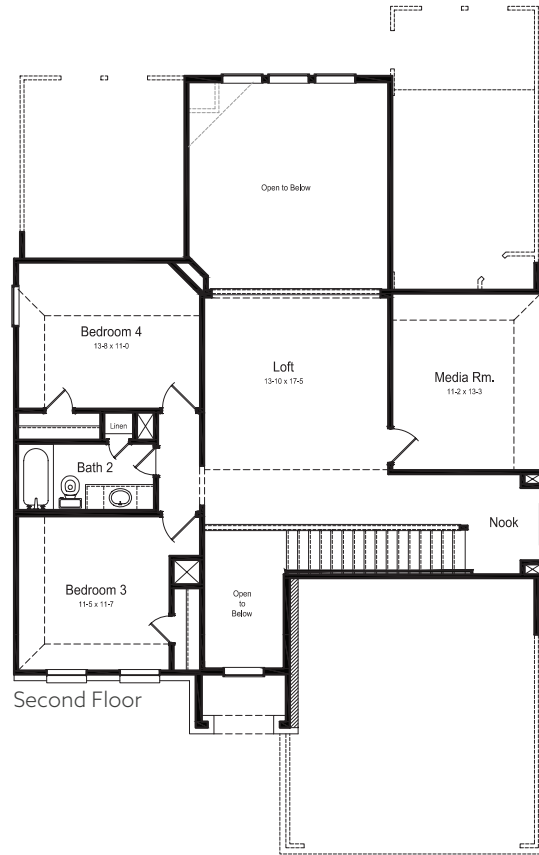 Open to Below
Bedroom 4
13-8 x 11-0
Loft
13-10 x 17-5
Media Rm.
11-2 x 13-3
Linen
Bath 2
Nook
Bedroom 3
11-5 x 11-7
Open
to
Below
Second Floor